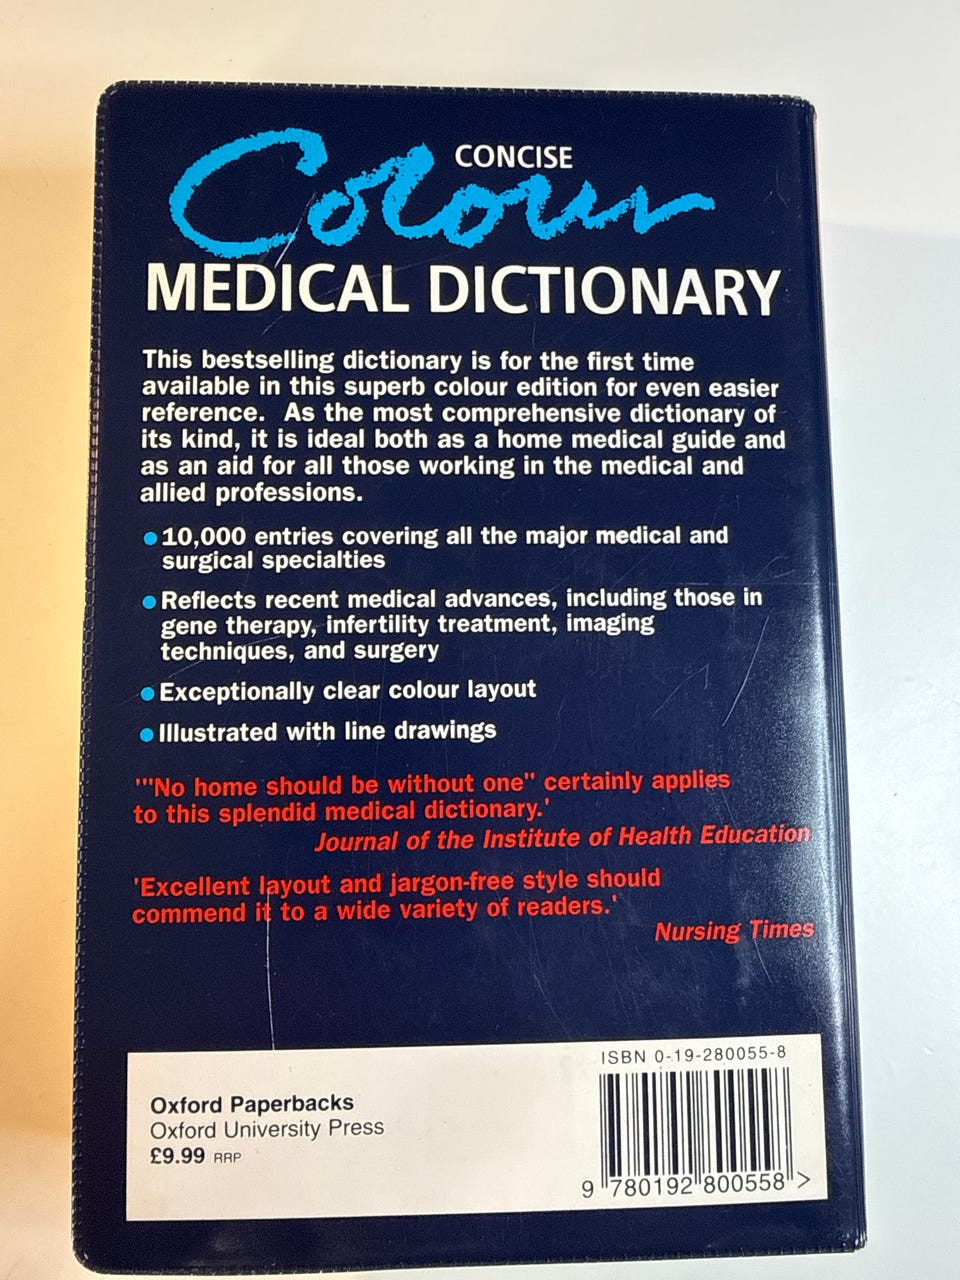 CONCISE
Colour
MEDICAL DICTIONARY
This bestselling dictionary is for the first time
available in this superb colour edition for even easier
reference. As the most comprehensive dictionary of
its kind, it is ideal both as a home medical guide and
as an aid for all those working in the medical and
allied professions.
• 10,000 entries covering all the major medical and
surgical specialties
• Reflects recent medical advances, including those in
gene therapy, infertility treatment, imaging
techniques, and surgery
• Exceptionally clear colour layout
• Illustrated with line drawings
'"No home should be without one" certainly applies
to this splendid medical dictionary.'
Journal of the Institute of Health Education
'Excellent layout and jargon-free style should
commend it to a wide variety of readers.'
Nursing Times
ISBN 0-19-280055-8
Oxford Paperbacks
Oxford University Press
£9.99 RRP
9 780192 800558 >